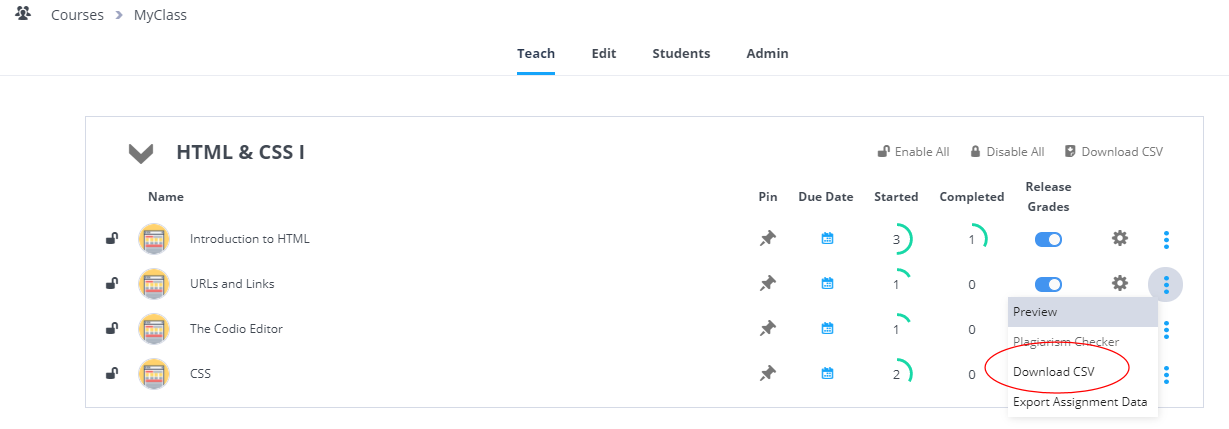 Courses MyClass
Teach Edit Students Admin
HTML & CSS I Enable All Disable All Download CSV
Name Pin Due Date Started Completed Release Grades
Introduction to HTML 3 1
URLs and Links 1 0
Preview
The Codio Editor 1 0
Plagiarism Checker
CSS 2 0
Download CSV
Export Assignment Data